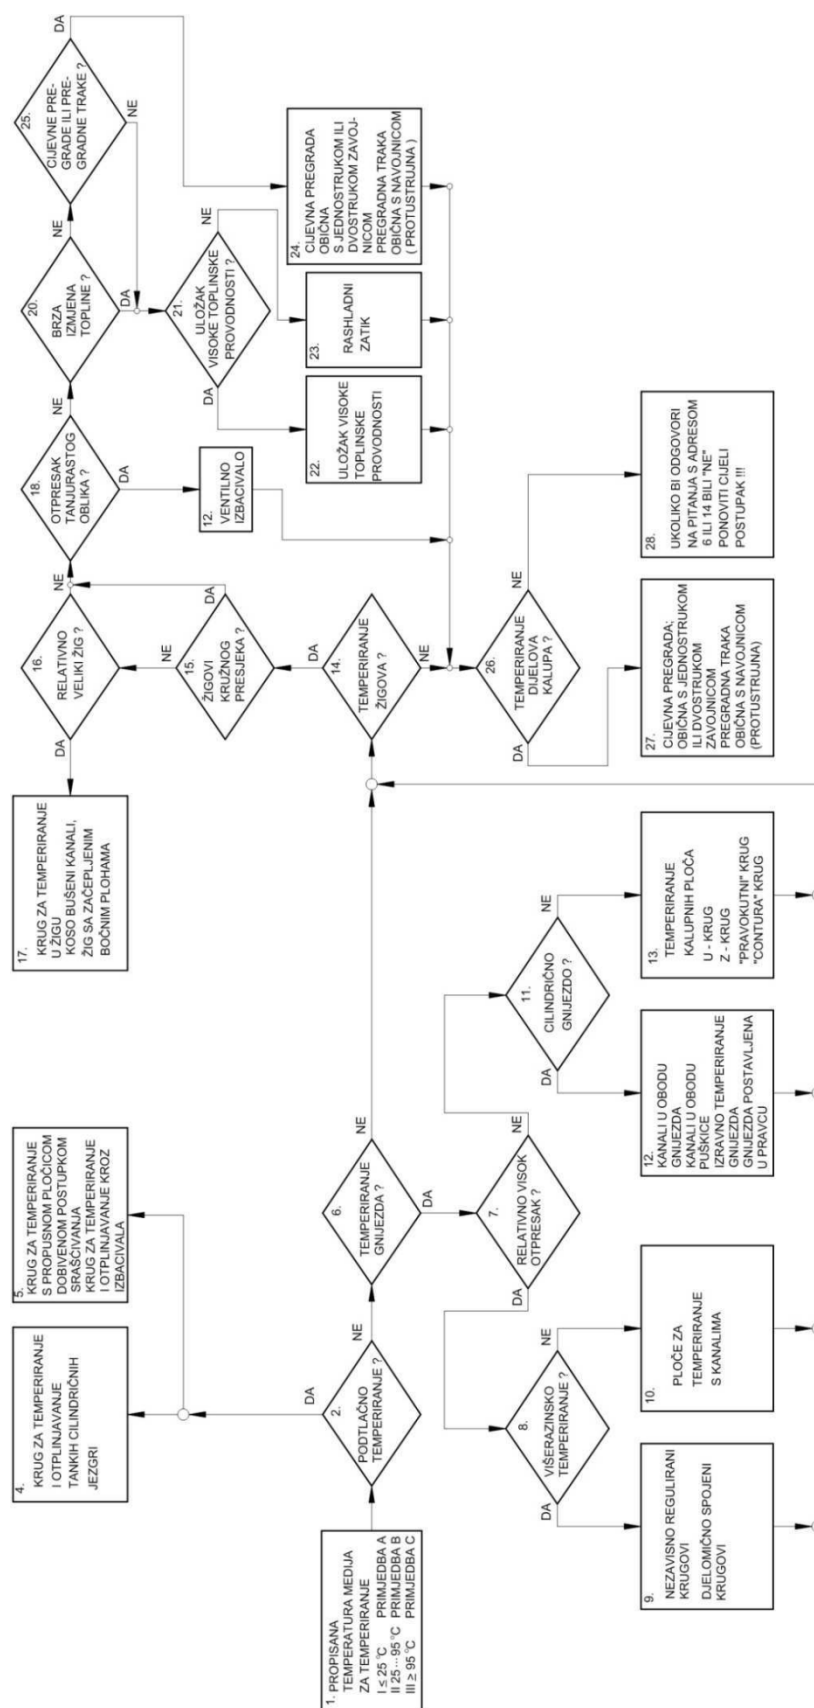 1. PROPISANA
TEMPERATURA MEDIJA
ZA TEMPERIRANJE
I ≤ 25 °C PRIMJEDBA A
II 25 ··· 95 °C PRIMJEDBA B
III ≥ 95 °C PRIMJEDBA C
2.
PODTLAČNO
TEMPERIRANJE ?
DA
NE
4.
KRUG ZA TEMPERIRANJE
I OTPLINJAVANJE
TANKIH CILINDRIČNIH
JEZGRI
5.
KRUG ZA TEMPERIRANJE
S PROPUSNOM PLOČICOM
DOBIVENOM POSTUPKOM
SRAŠĆIVANJA
KRUG ZA TEMPERIRANJE
I OTPLINJAVANJE KROZ
IZBACIVALA
6.
TEMPERIRANJE
GNIJEZDA ?
NE
DA
7.
RELATIVNO VISOK
OTPRESAK ?
DA
NE
8.
VIŠERAZINSKO
TEMPERIRANJE ?
DA
NE
9.
NEZAVISNO REGULIRANI
KRUGOVI
DJELOMIČNO SPOJENI
KRUGOVI
10.
PLOČE ZA
TEMPERIRANJE
S KANALIMA
11.
CILINDRIČNO
GNIJEZDO ?
DA
NE
12.
KANALI U OBODU
GNIJEZDA
KANALI U OBODU
PUŠKICE
IZRAVNO TEMPERIRANJE
GNIJEZDA
GNIJEZDA POSTAVLJENA
U PRAVCU
13.
TEMPERIRANJE
KALUPNIH PLOČA
U - KRUG
Z - KRUG
"PRAVOKUTNI" KRUG
"CONTURA" KRUG
14.
TEMPERIRANJE
ŽIGOVA ?
DA
NE
15.
ŽIGOVI
KRUŽNOG
PRESJEKA ?
NE
DA
16.
RELATIVNO
VELIKI ŽIG ?
DA
NE
17.
KRUG ZA TEMPERIRANJE
U ŽIGU
KOSO BUŠENI KANALI,
ŽIG SA ZAČEPLJENIM
BOČNIM PLOHAMA
18.
OTPRESAK
TANJURASTOG
OBLIKA ?
NE
DA
12.
VENTILNO
IZBACIVALO
20.
BRZA
IZMJENA
TOPLINE ?
NE
DA
21.
ULOŽAK
VISOKE TOPLINSKE
PROVODNOSTI ?
DA
NE
22.
ULOŽAK VISOKE
TOPLINSKE
PROVODNOSTI
23.
RASHLADNI
ZATIK
24.
CIJEVNA PREGRADA
OBIČNA
S JEDNOSTRUKOM ILI
DVOSTRUKOM ZAVOJ-
NICOM
PREGRADNA TRAKA
OBIČNA S NAVOJNICOM
( PROTUSTRUJNA )
25.
CIJEVNE PRE-
GRADE ILI PRE-
GRADNE TRAKE ?
DA
NE
26.
TEMPERIRANJE
DIJELOVA
KALUPA ?
DA
NE
27.
CIJEVNA PREGRADA;
OBIČNA S JEDNOSTRUKOM
ILI DVOSTRUKOM
ZAVOJNICOM
PREGRADNA TRAKA
OBIČNA S NAVOJNICOM
(PROTUSTRUJNA)
28.
UKOLIKO BI ODGOVORI
NA PITANJA S ADRESOM
6 ILI 14 BILI "NE"
PONOVITI CIJELI
POSTUPAK !!!